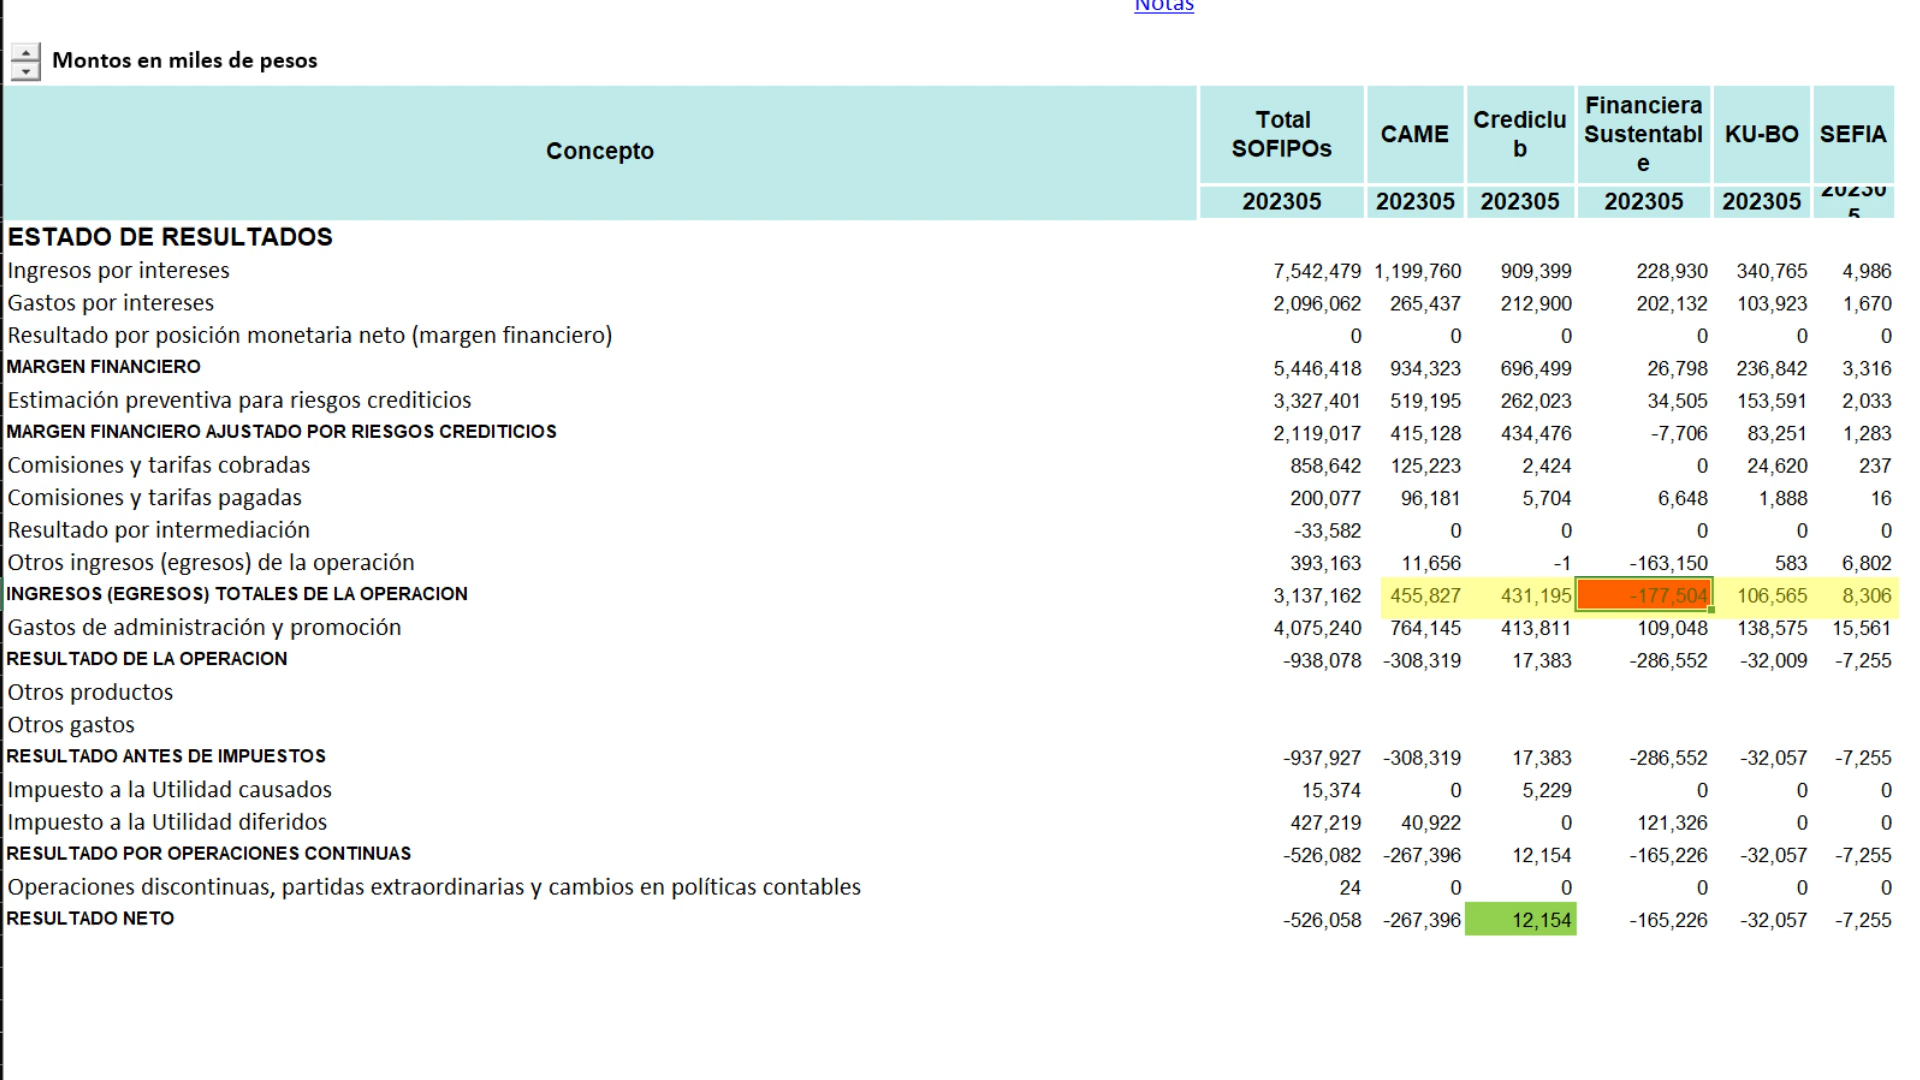 Notas
Montos en miles de pesos
Concepto
Total SOFIPOs CAME Crediclu b Financiera Sustentabl e KU-BO SEFIA
202305 202305 202305 202305 202305 202305
ESTADO DE RESULTADOS
Ingresos por intereses 7,542,479 1,199,760 909,399 228,930 340,765 4,986
Gastos por intereses 2,096,062 265,437 212,900 202,132 103,923 1,670
Resultado por posición monetaria neto (margen financiero) 0 0 0 0 0 0
MARGEN FINANCIERO 5,446,418 934,323 696,499 26,798 236,842 3,316
Estimación preventiva para riesgos crediticios 3,327,401 519,195 262,023 34,505 153,591 2,033
MARGEN FINANCIERO AJUSTADO POR RIESGOS CREDITICIOS 2,119,017 415,128 434,476 -7,706 83,251 1,283
Comisiones y tarifas cobradas 858,642 125,223 2,424 0 24,620 237
Comisiones y tarifas pagadas 200,077 96,181 5,704 6,648 1,888 16
Resultado por intermediación -33,582 0 0 0 0 0
Otros ingresos (egresos) de la operación 393,163 11,656 -1 -163,150 583 6,802
INGRESOS (EGRESOS) TOTALES DE LA OPERACION 3,137,162 455,827 431,195 -177,504 106,565 8,306
Gastos de administración y promoción 4,075,240 764,145 413,811 109,048 138,575 15,561
RESULTADO DE LA OPERACION -938,078 -308,319 17,383 -286,552 -32,009 -7,255
Otros productos
Otros gastos
RESULTADO ANTES DE IMPUESTOS -937,927 -308,319 17,383 -286,552 -32,057 -7,255
Impuesto a la Utilidad causados 15,374 0 5,229 0 0 0
Impuesto a la Utilidad diferidos 427,219 40,922 0 121,326 0 0
RESULTADO POR OPERACIONES CONTINUAS -526,082 -267,396 12,154 -165,226 -32,057 -7,255
Operaciones discontinuas, partidas extraordinarias y cambios en políticas contables 24 0 0 0 0 0
RESULTADO NETO -526,058 -267,396 12,154 -165,226 -32,057 -7,255